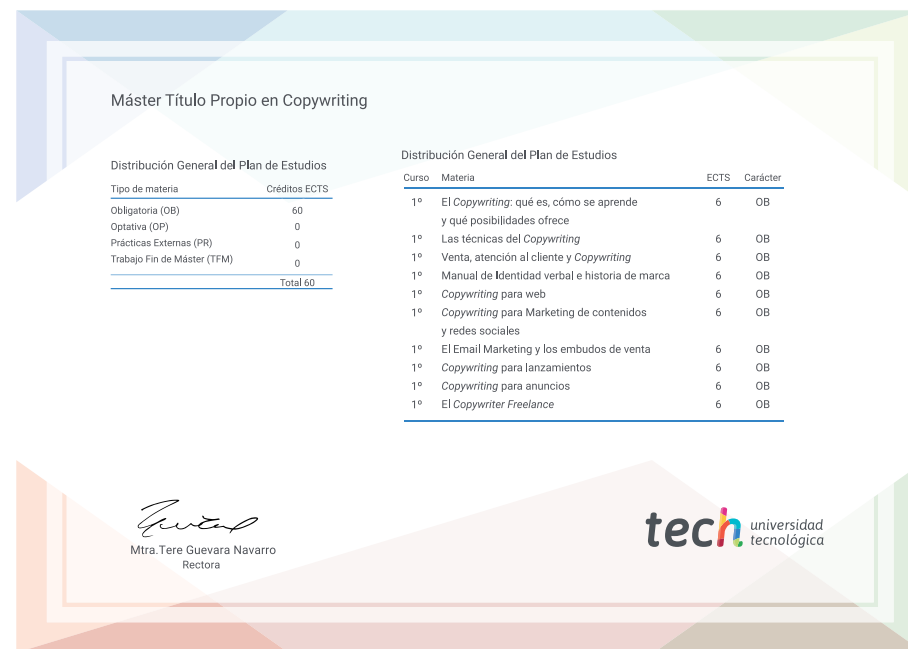 Máster Título Propio en Copywriting
Distribución General del Plan de Estudios
Tipo de materia Créditos ECTS
Obligatoria (OB) 60
Optativa (OP) 0
Prácticas Externas (PR) 0
Trabajo Fin de Máster (TFM) 0
Total 60
Distribución General del Plan de Estudios
Curso Materia ECTS Carácter
1º El Copywriting: qué es, cómo se aprende 6 OB
y qué posibilidades ofrece
1º Las técnicas del Copywriting 6 OB
1º Venta, atención al cliente y Copywriting 6 OB
1º Manual de Identidad verbal e historia de marca 6 OB
1º Copywriting para web 6 OB
1º Copywriting para Marketing de contenidos 6 OB
y redes sociales
1º El Email Marketing y los embudos de venta 6 OB
1º Copywriting para lanzamientos 6 OB
1º Copywriting para anuncios 6 OB
1º El Copywriter Freelance 6 OB
Mtra.Tere Guevara Navarro
Rectora
tech universidad
tecnológica